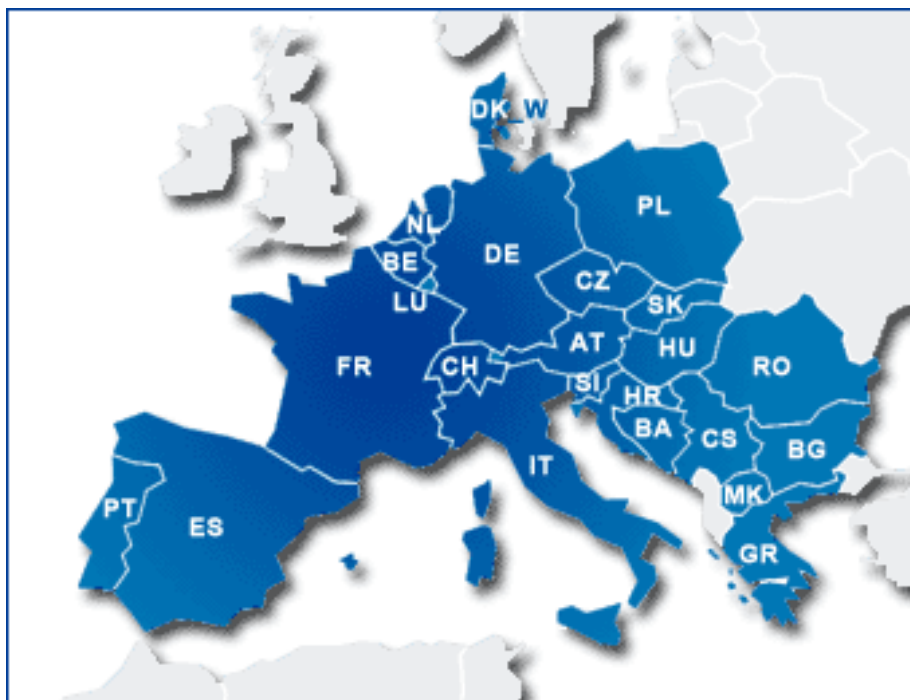 DK_W
PL
NL
DE
BE
CZ
LU
SK
AT
HU
FR
CH
RO
SI
HR
BA
CS
BG
IT
MK
PT
ES
GR